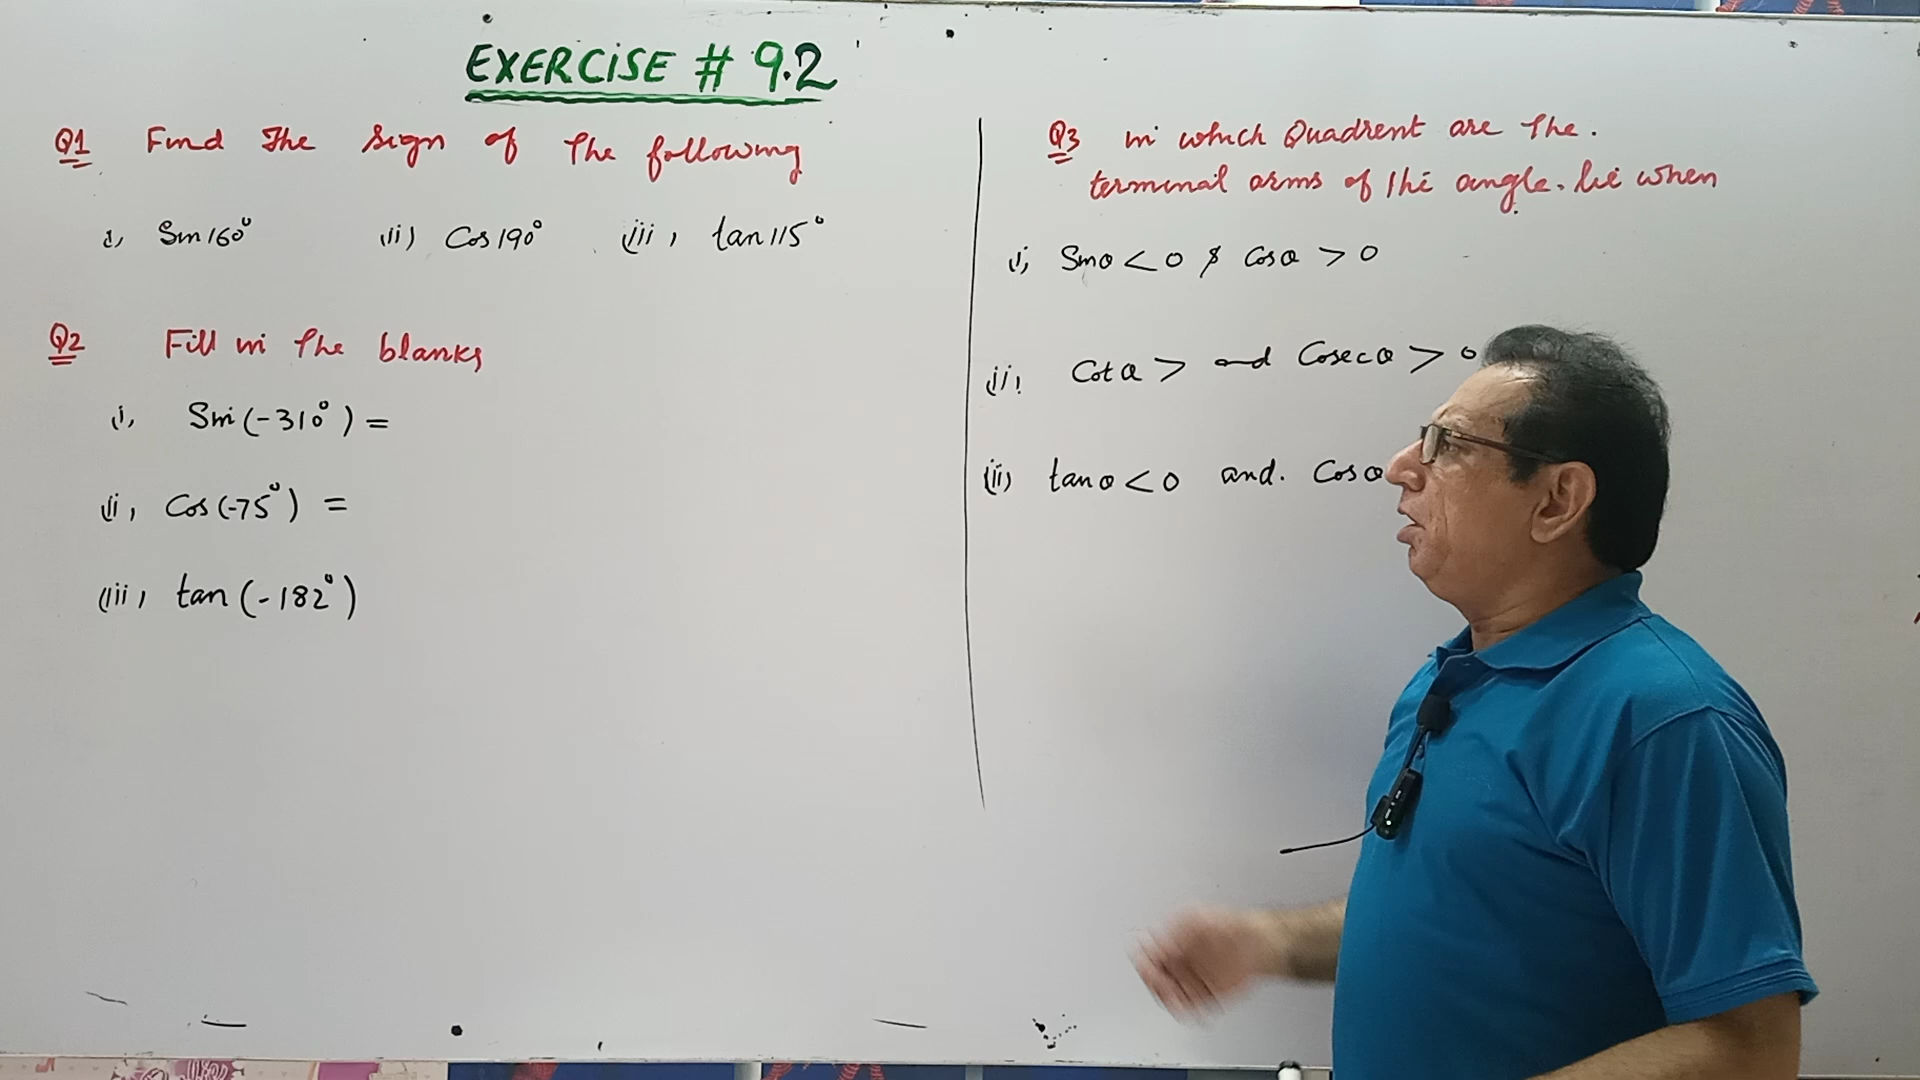 EXERCISE # 9.2
Q1 Find the sign of the following
i, Sin 160° (ii) Cos 190° (iii, tan 115°
Q2 Fill in the blanks
i, Sin (-310°) =
(ii, Cos (-75°) =
(iii, tan (-182°)
Q3 in which Quadrent are the.
terminal arms of the angle. lie when
i, Sinθ < 0 & Cosθ > 0
(ii, Cotθ > and Cosecθ > 0
(ii) tanθ < 0 and. Cosθ